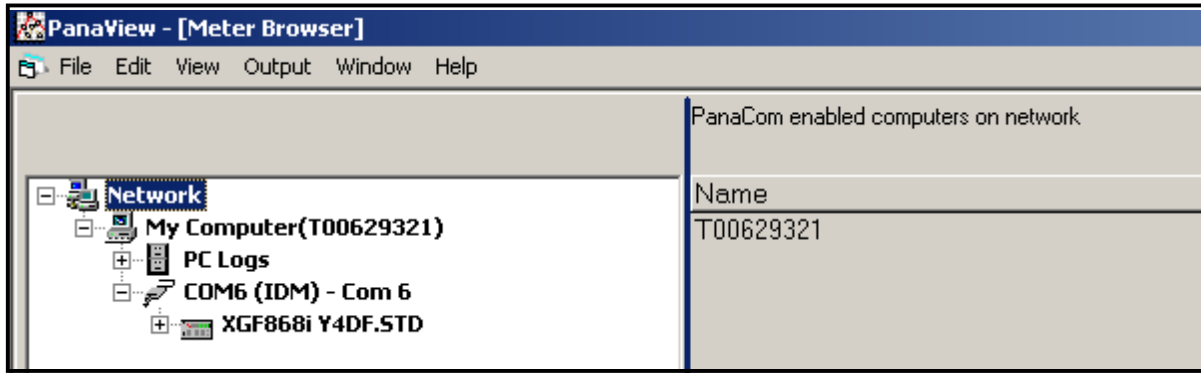 PanaView - [Meter Browser]
File Edit View Output Window Help
PanaCom enabled computers on network
Network
My Computer(T00629321)
PC Logs
COM6 (IDM) - Com 6
XGF868i Y4DF.STD
Name
T00629321